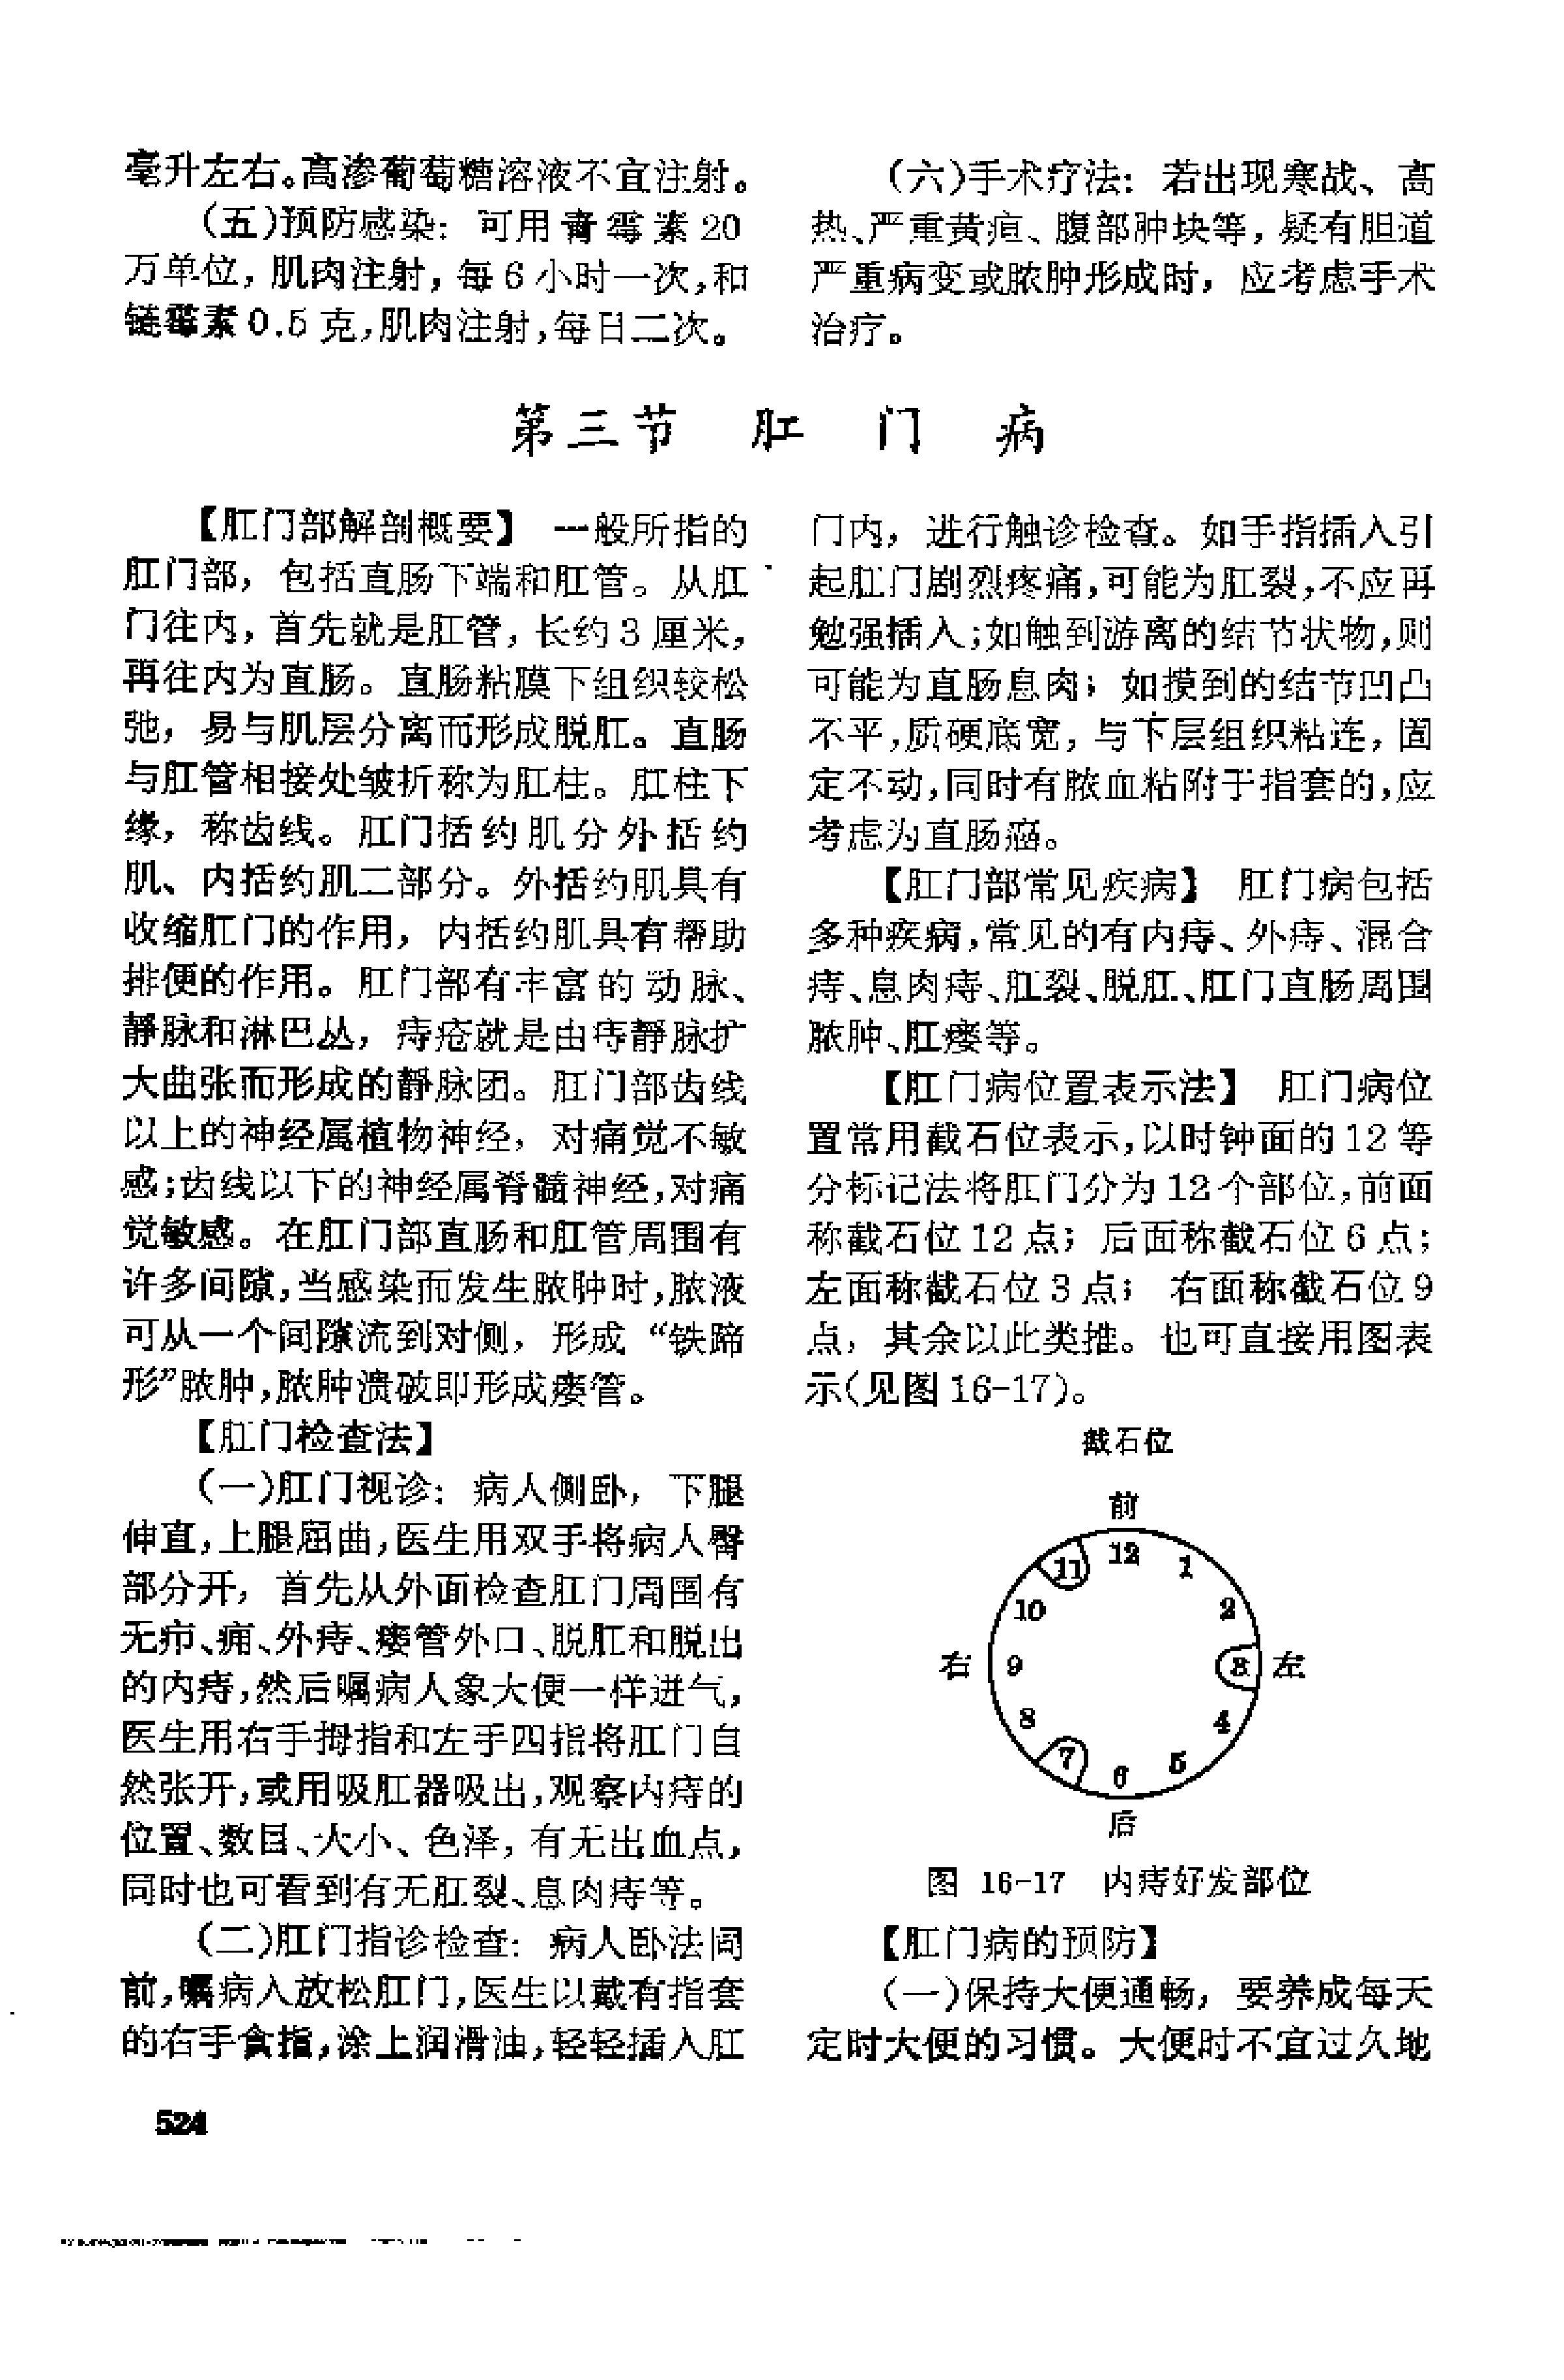 毫升左右。高渗葡萄糖溶液不宜注射。
（五）预防感染：可用青霉素20
万单位，肌肉注射，每6小时一次，和
链霉素0.5克，肌肉注射，每日二次。
（六）手术疗法：若出现寒战、高
热、严重黄疸、腹部肿块等，疑有胆道
严重病变或脓肿形成时，应考虑手术
治疗。
第三节 肛门病
【肛门部解剖概要】 一般所指的
肛门部，包括直肠下端和肛管。从肛
门往内，首先就是肛管，长约3厘米，
再往内为直肠。直肠粘膜下组织较松
弛，易与肌层分离而形成脱肛。直肠
与肛管相接处皱折称为肛柱。肛柱下
缘，称齿线。肛门括约肌分外括约
肌、内括约肌二部分。外括约肌具有
收缩肛门的作用，内括约肌具有帮助
排便的作用。肛门部有丰富的动脉、
静脉和淋巴丛，痔疮就是由痔静脉扩
大曲张而形成的静脉团。肛门部齿线
以上的神经属植物神经，对痛觉不敏
感；齿线以下的神经属脊髓神经，对痛
觉敏感。在肛门部直肠和肛管周围有
许多间隙，当感染而发生脓肿时，脓液
可从一个间隙流到对侧，形成“铁蹄
形”脓肿，脓肿溃破即形成瘘管。
【肛门检查法】
（一）肛门视诊：病人侧卧，下腿
伸直，上腿屈曲，医生用双手将病人臀
部分开，首先从外面检查肛门周围有
无疖、痈、外痔、瘘管外口、脱肛和脱出
的内痔，然后嘱病人象大便一样迸气，
医生用右手拇指和左手四指将肛门自
然张开，或用吸肛器吸出，观察内痔的
位置、数目、大小、色泽，有无出血点，
同时也可看到有无肛裂、息肉痔等。
（二）肛门指诊检查：病人卧法同
前，嘱病人放松肛门，医生以戴有指套
的右手食指，涂上润滑油，轻轻插入肛
门内，进行触诊检查。如手指插入引
起肛门剧烈疼痛，可能为肛裂，不应再
勉强插入；如触到游离的结节状物，则
可能为直肠息肉；如摸到的结节凹凸
不平，质硬底宽，与下层组织粘连，固
定不动，同时有脓血粘附于指套的，应
考虑为直肠癌。
【肛门部常见疾病】 肛门病包括
多种疾病，常见的有内痔、外痔、混合
痔、息肉痔、肛裂、脱肛、肛门直肠周围
脓肿、肛瘘等。
【肛门病位置表示法】 肛门病位
置常用截石位表示，以时钟面的12等
分标记法将肛门分为12个部位，前面
称截石位12点；后面称截石位6点；
左面称截石位3点；右面称截石位9
点，其余以此类推。也可直接用图表
示（见图16-17）。
截石位
前
12
11
1
10
2
右
9
3
左
8
4
7
5
6
后
图 16-17 内痔好发部位
【肛门病的预防】
（一）保持大便通畅，要养成每天
定时大便的习惯。大便时不宜过久地
524